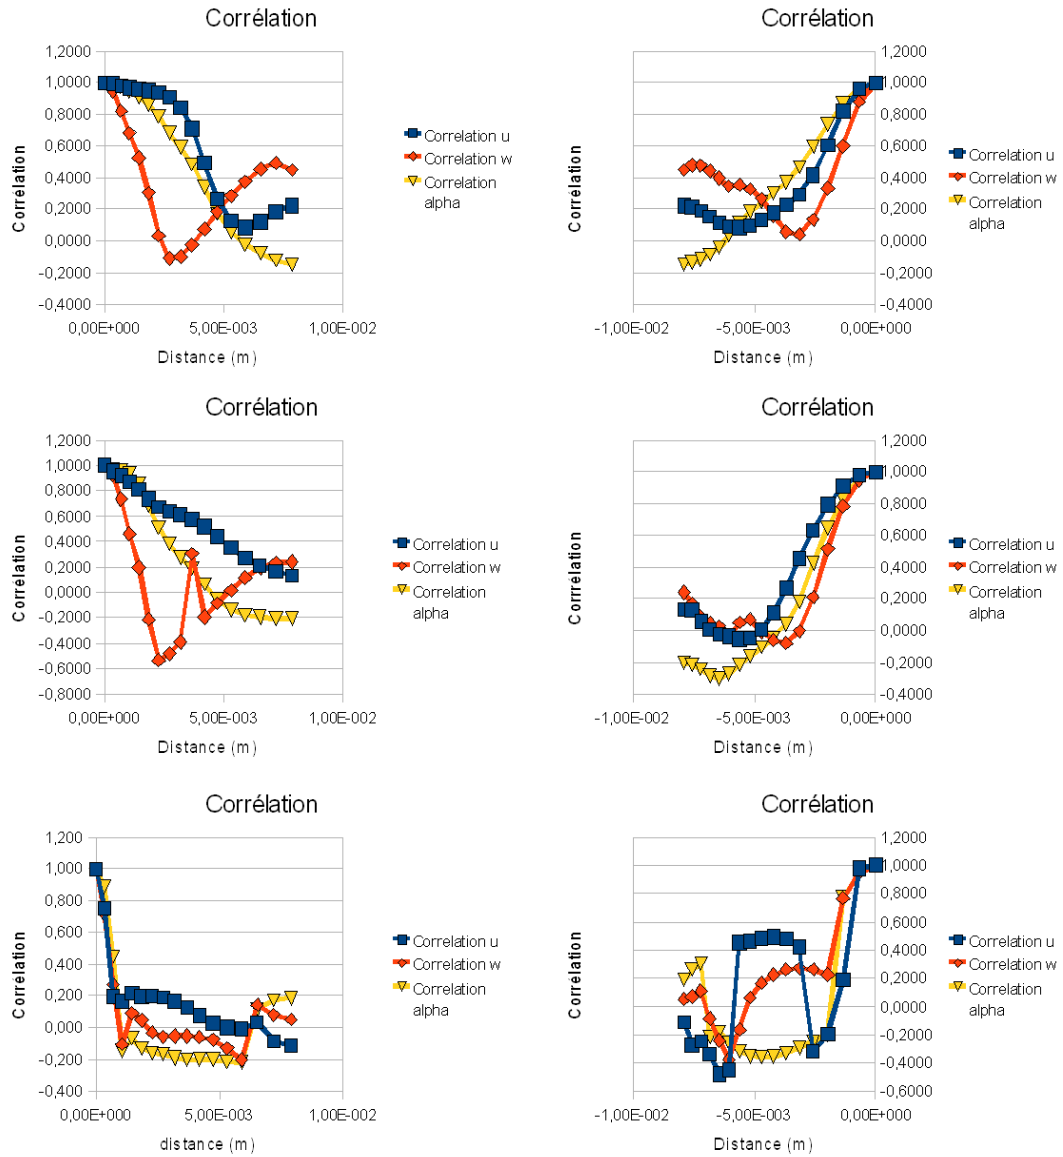 Corrélation
1,2000
1,0000
0,8000
0,6000
0,4000
0,2000
0,0000
-0,2000
-0,4000
0,00E+000 5,00E-003 1,00E-002
Corrélation
Distance (m)
Correlation u
Correlation w
Correlation
alpha
Corrélation
1,2000
1,0000
0,8000
0,6000
0,4000
0,2000
0,0000
-0,2000
-0,4000
-1,00E-002 -5,00E-003 0,00E+000
Corrélation
Distance (m)
Correlation u
Correlation w
Correlation
alpha
Corrélation
1,2000
1,0000
0,8000
0,6000
0,4000
0,2000
0,0000
-0,2000
-0,4000
-0,6000
-0,8000
0,00E+000 5,00E-003 1,00E-002
Corrélation
Distance (m)
Correlation u
Correlation w
Correlation
alpha
Corrélation
1,2000
1,0000
0,8000
0,6000
0,4000
0,2000
0,0000
-0,2000
-0,4000
-1,00E-002 -5,00E-003 0,00E+000
Corrrélation
Distance (m)
Correlation u
Correlation w
Correlation
alpha
Corrélation
1,200
1,000
0,800
0,600
0,400
0,200
0,000
-0,200
-0,400
0,00E+000 5,00E-003 1,00E-002
Corrélation
distance (m)
Correlation u
Correlation w
Correlation
alpha
Corrélation
1,2000
1,0000
0,8000
0,6000
0,4000
0,2000
0,0000
-0,2000
-0,4000
-0,6000
-1,00E-002 -5,00E-003 0,00E+000
Corrélation
Distance (m)
Correlation u
Correlation w
Correlation
alpha